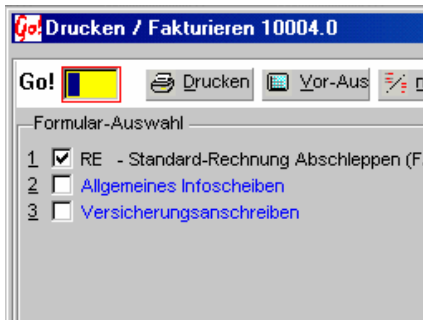 Go! Drucken / Fakturieren 10004.0
Go! Drucken Vor-Aus
Formular-Auswahl
1 RE - Standard-Rechnung Abschleppen (F
2 Allgemeines Infoscheiben
3 Versicherungsanschreiben